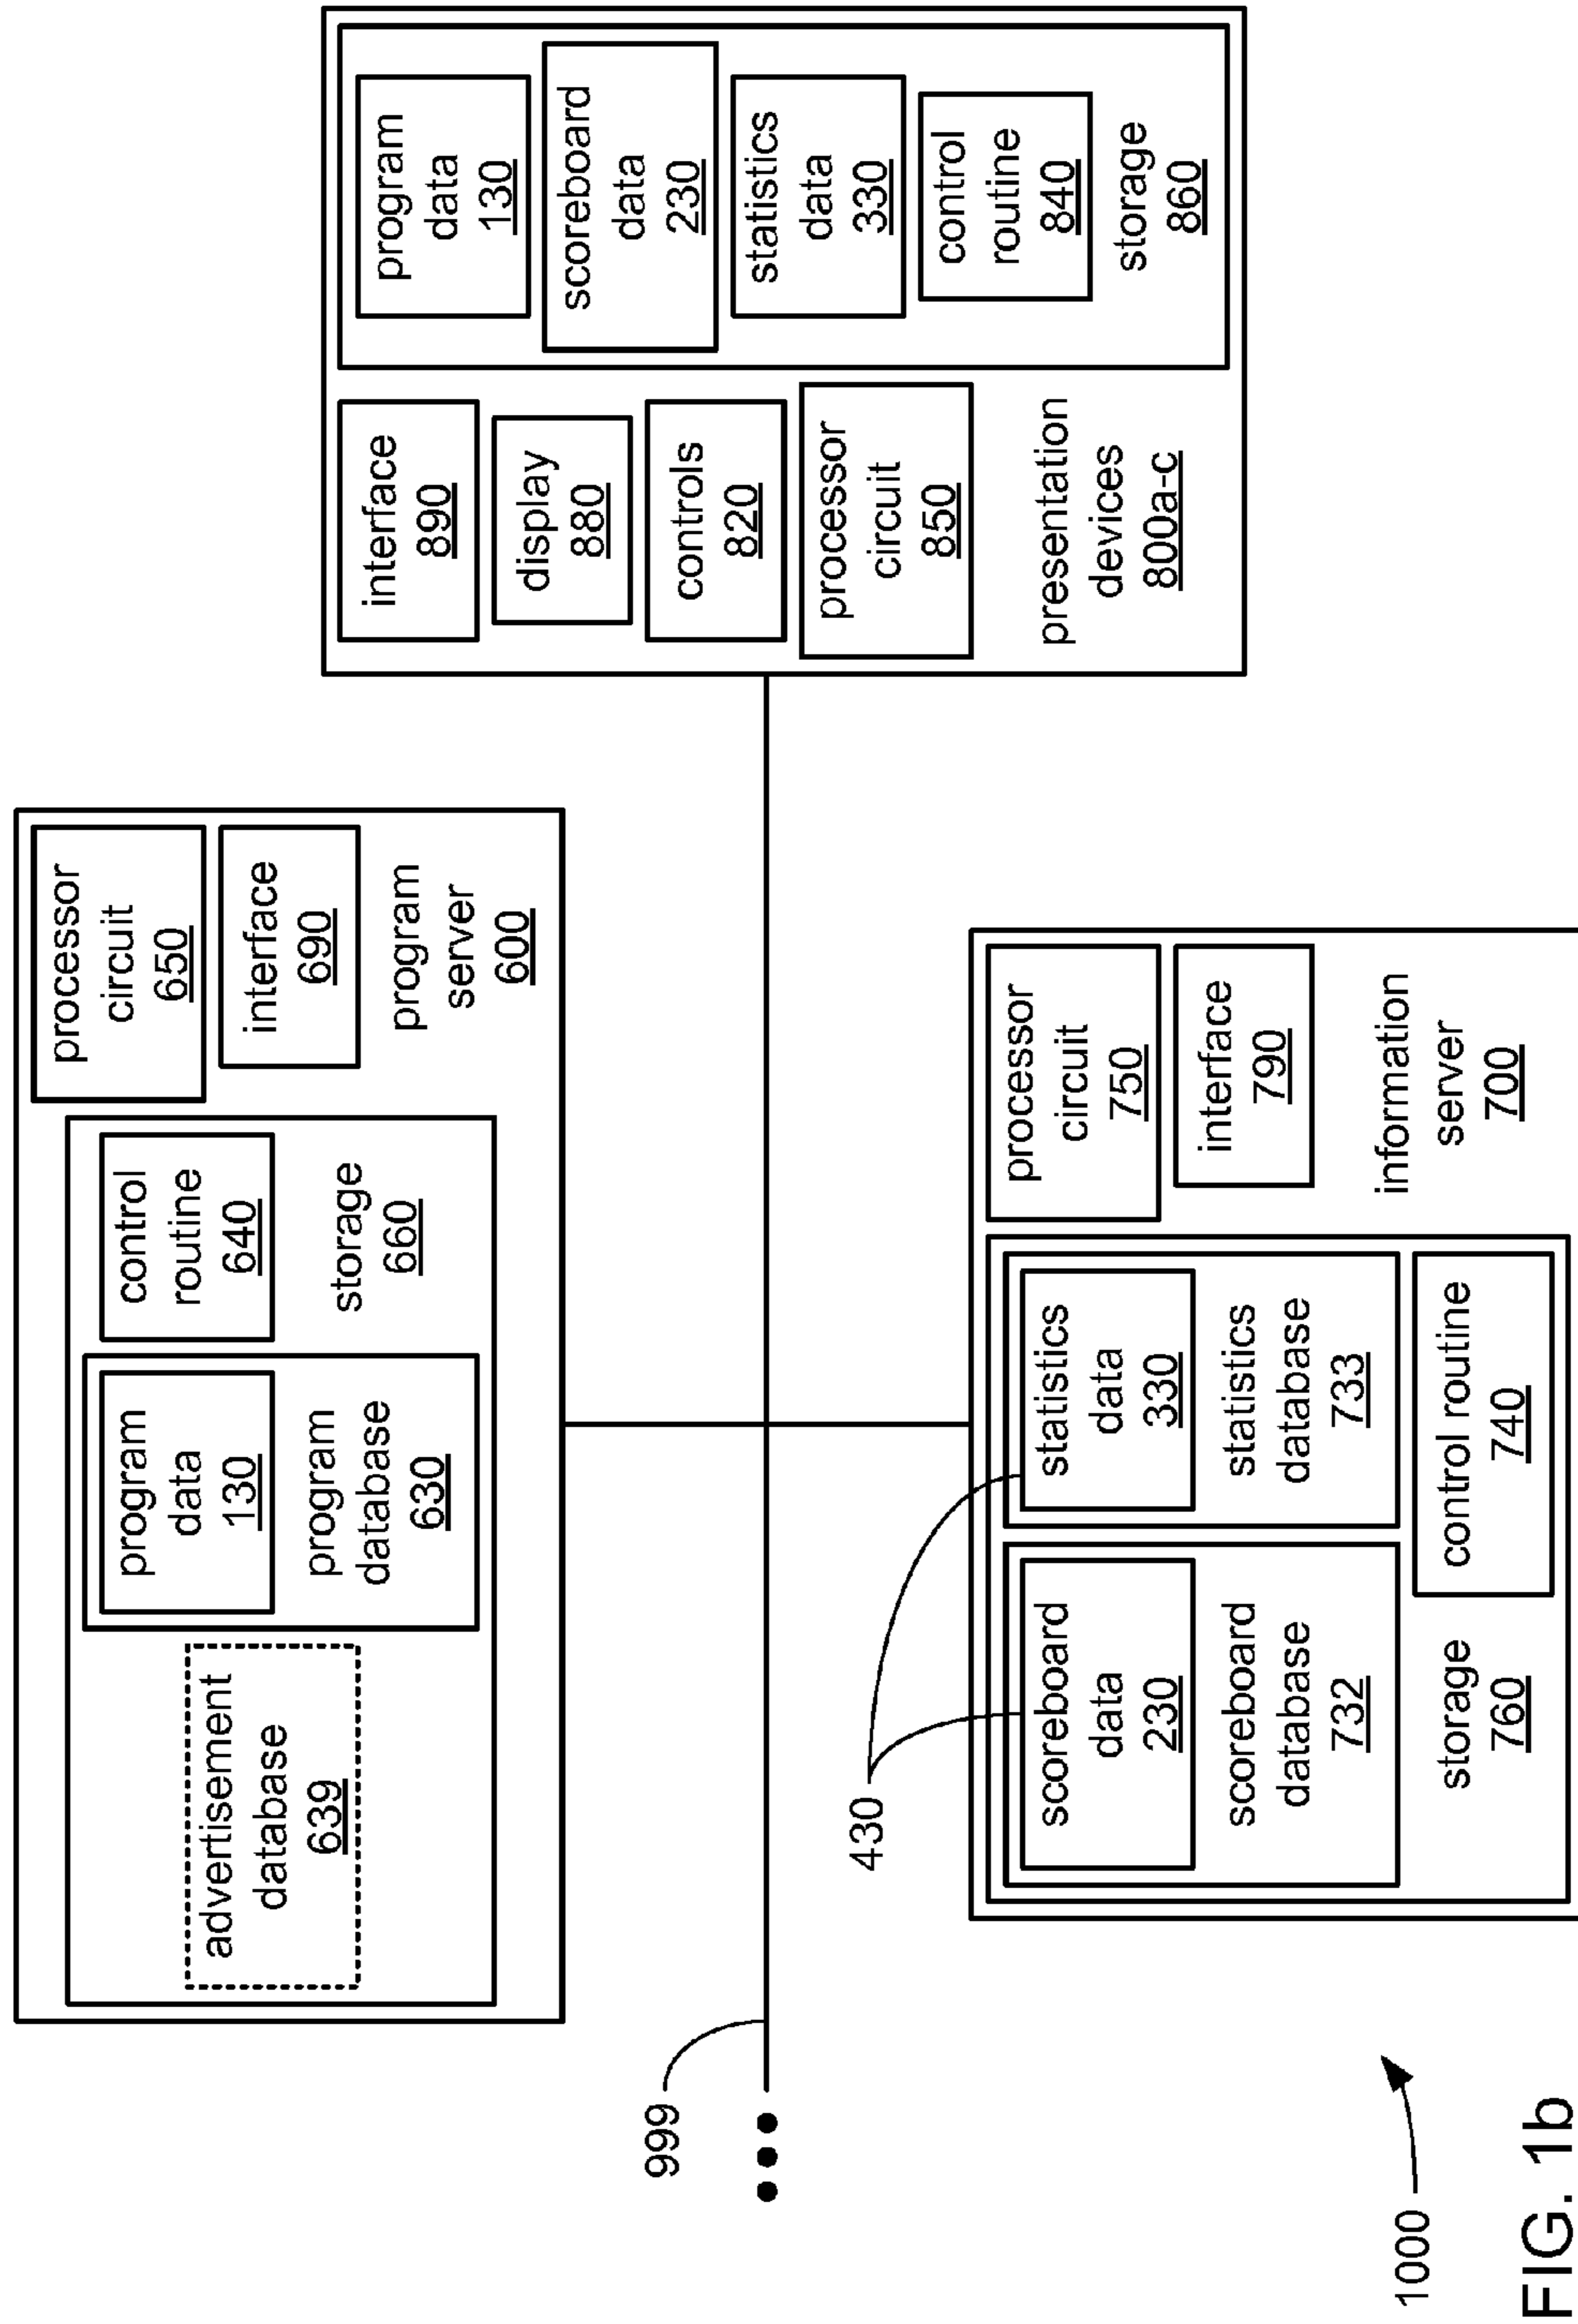 advertisement
database
639
program
data
130
program
database
630
control
routine
640
storage
660
processor
circuit
650
interface
690
program
server
600
999
interface
890
display
880
controls
820
processor
circuit
850
presentation
devices
800a-c
program
data
130
scoreboard
data
230
statistics
data
330
control
routine
840
storage
860
430
scoreboard
data
230
scoreboard
database
732
statistics
data
330
statistics
database
733
storage
760
control routine
740
processor
circuit
750
interface
790
information
server
700
1000
FIG. 1b